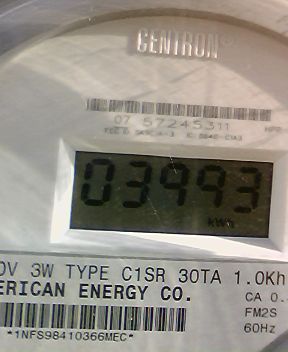 CENTRON®
07 57245311
03993
kWh
0V 3W TYPE C1SR 30TA 1.0Kh
ERICAN ENERGY CO.
CA 0.
FM2S
60Hz
*1NFS98410366MEC*